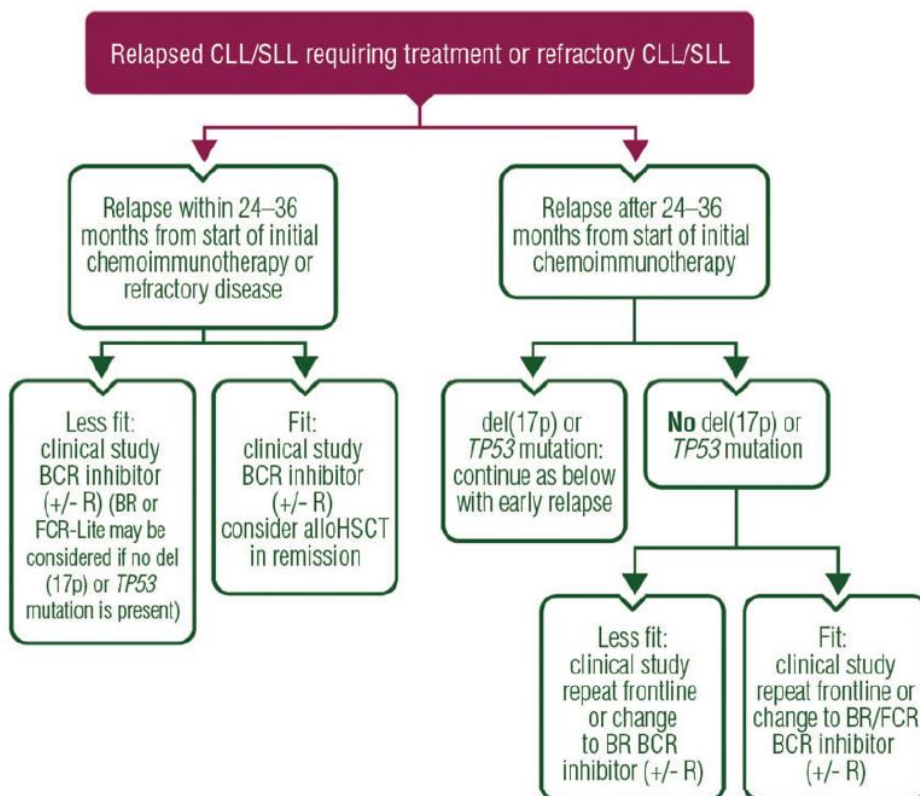 Relapsed CLL/SLL requiring treatment or refractory CLL/SLL
Relapse within 24–36
months from start of initial
chemoimmunotherapy or
refractory disease
Relapse after 24–36
months from start of initial
chemoimmunotherapy
Less fit:
clinical study
BCR inhibitor
(+/- R) (BR or
FCR-Lite may be
considered if no del
(17p) or TP53
mutation is present)
Fit:
clinical study
BCR inhibitor
(+/- R)
consider alloHSCT
in remission
del(17p) or
TP53 mutation:
continue as below
with early relapse
No del(17p) or
TP53 mutation
Less fit:
clinical study
repeat frontline
or change
to BR BCR
inhibitor (+/- R)
Fit:
clinical study
repeat frontline or
change to BR/FCR
BCR inhibitor
(+/- R)